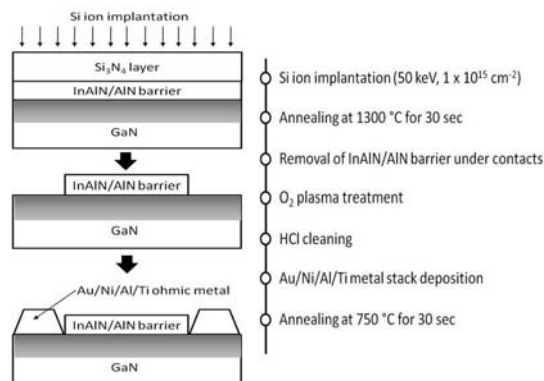 Si ion implantation
Si₃N₄ layer
InAlN/AlN barrier
GaN
InAlN/AlN barrier
GaN
Au/Ni/Al/Ti ohmic metal
InAlN/AlN barrier
GaN
Si ion implantation (50 keV, 1 x 10¹⁵ cm⁻²)
Annealing at 1300 °C for 30 sec
Removal of InAlN/AlN barrier under contacts
O₂ plasma treatment
HCl cleaning
Au/Ni/Al/Ti metal stack deposition
Annealing at 750 °C for 30 sec